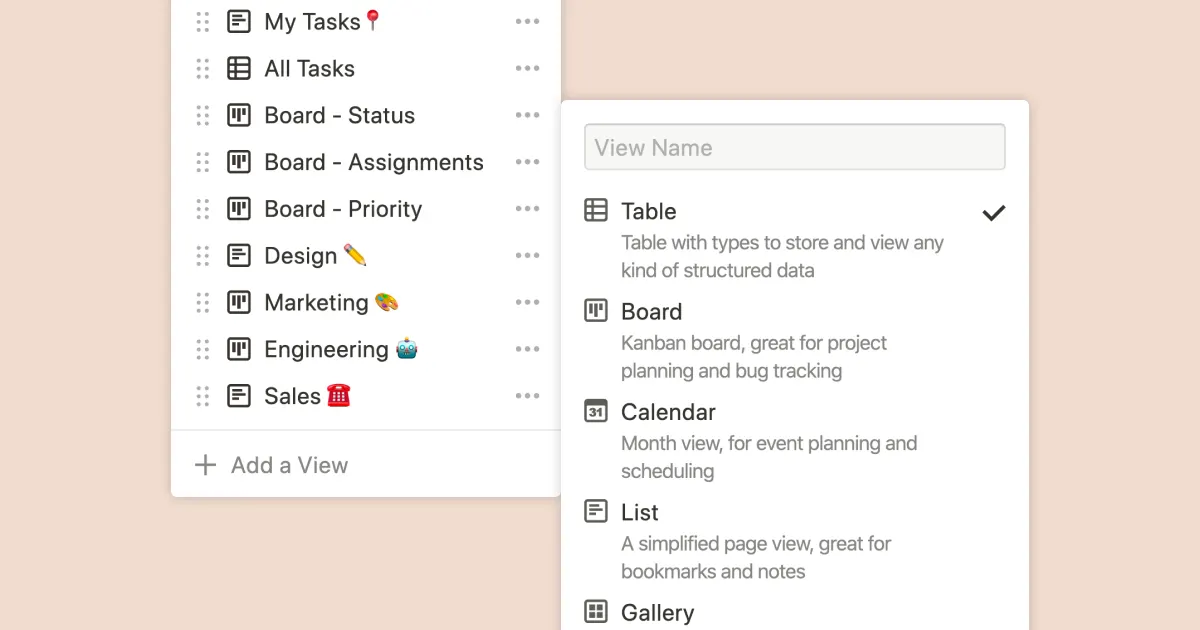 My Tasks📍
All Tasks
Board - Status
Board - Assignments
Board - Priority
Design ✏️
Marketing 🎨
Engineering 🤖
Sales ☎️
Add a View
View Name
Table
Table with types to store and view any
kind of structured data
Board
Kanban board, great for project
planning and bug tracking
31
Calendar
Month view, for event planning and
scheduling
List
A simplified page view, great for
bookmarks and notes
Gallery